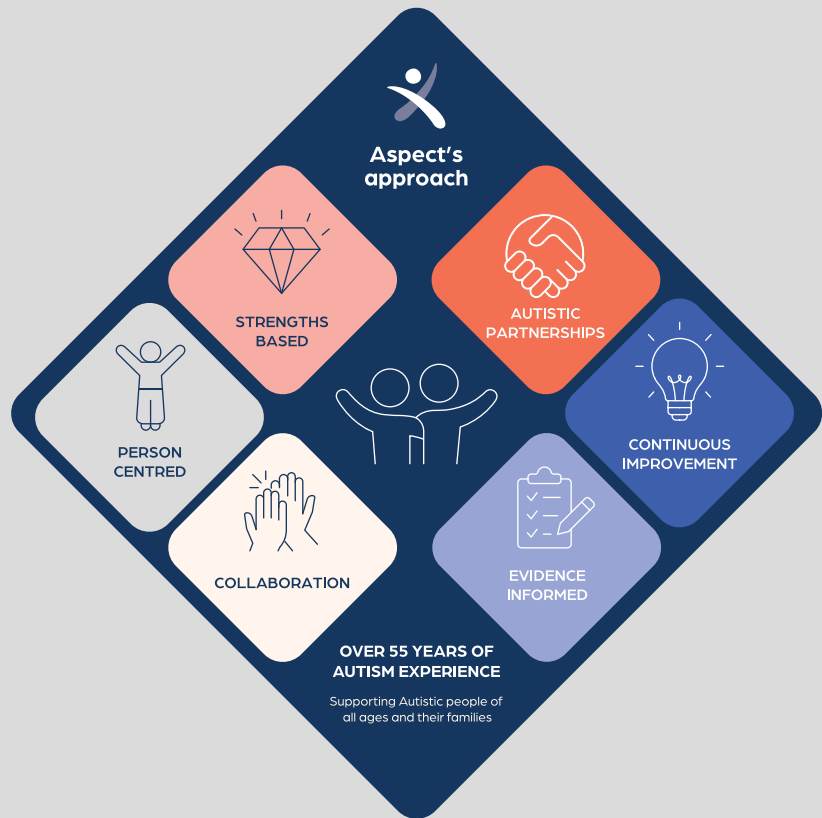 Aspect's
approach
STRENGTHS
BASED
AUTISTIC
PARTNERSHIPS
PERSON
CENTRED
CONTINUOUS
IMPROVEMENT
COLLABORATION
EVIDENCE
INFORMED
OVER 55 YEARS OF
AUTISM EXPERIENCE
Supporting Autistic people of
all ages and their families